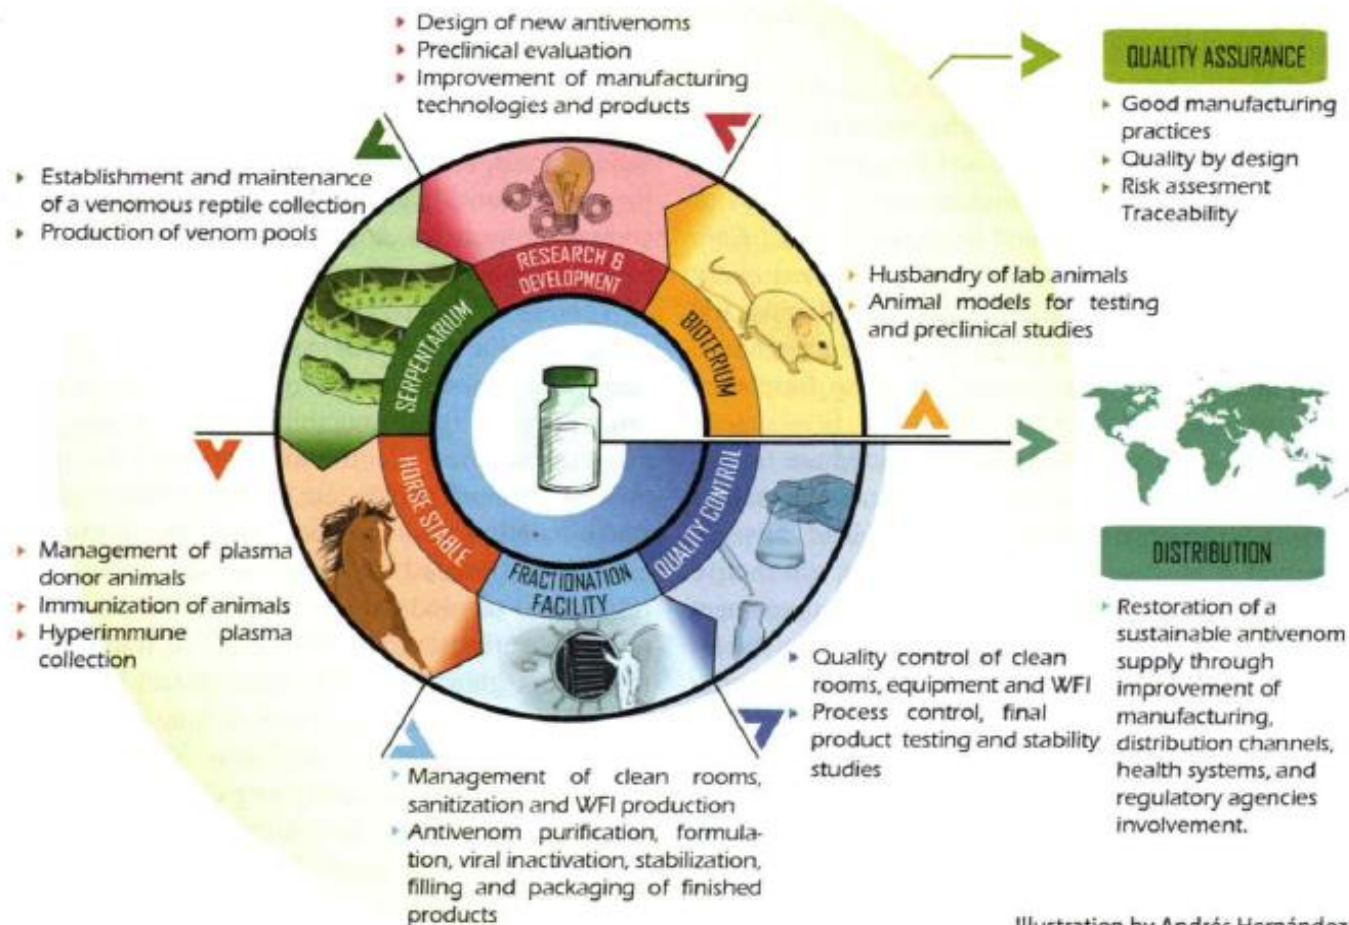 Design of new antivenoms
Preclinical evaluation
Improvement of manufacturing
technologies and products
QUALITY ASSURANCE
Good manufacturing
practices
Quality by design
Risk assesment
Traceability
Establishment and maintenance
of a venomous reptile collection
Production of venom pools
RESEARCH &
DEVELOPMENT
Husbandry of lab animals
Animal models for testing
and preclinical studies
BIOTERIUM
SERPENTARIUM
HORSE STABLE
QUALITY CONTROL
FRACTIONATION
FACILITY
Management of plasma
donor animals
Immunization of animals
Hyperimmune plasma
collection
DISTRIBUTION
Restoration of a
sustainable antivenom
supply through
improvement of
manufacturing,
distribution channels,
health systems, and
regulatory agencies
involvement.
Quality control of clean
rooms, equipment and WFI
Process control, final
product testing and stability
studies
Management of clean rooms,
sanitization and WFI production
Antivenom purification, formula-
tion, viral inactivation, stabilization,
filling and packaging of finished
products
Illustration by Andrés Hernández